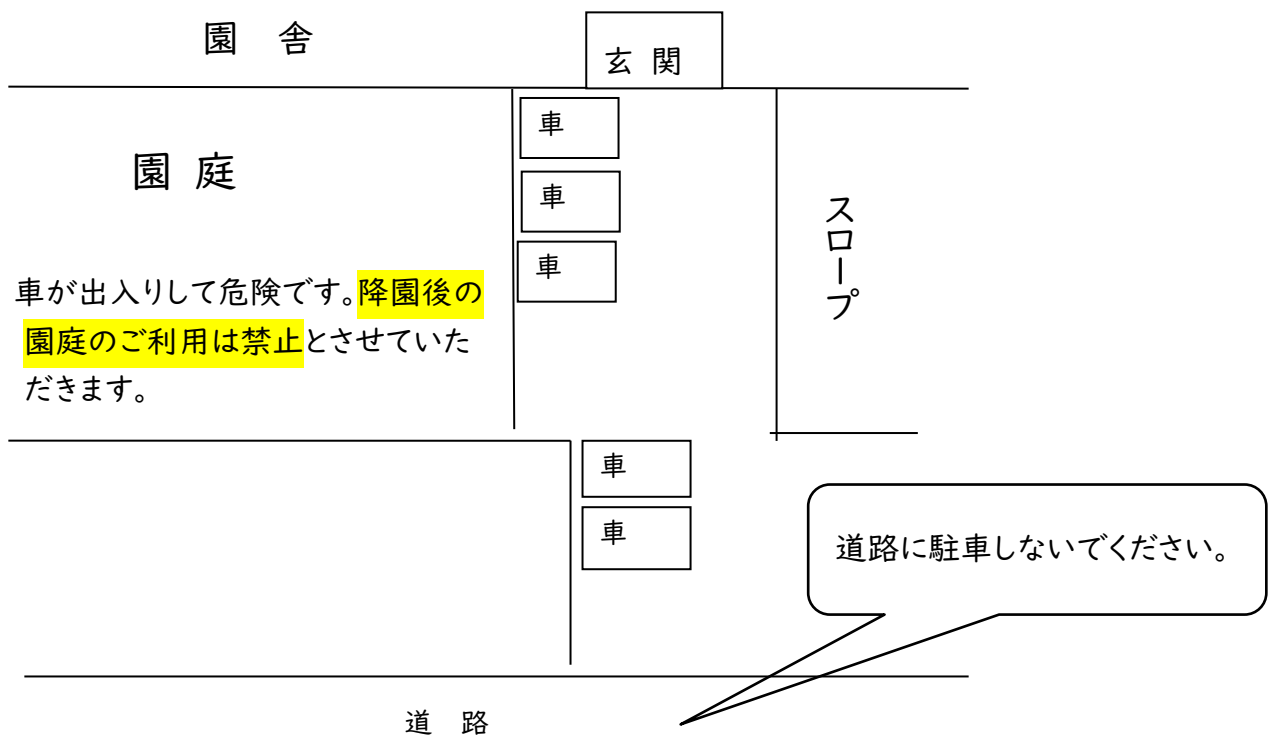 園　舎
玄 関
車
園 庭
車
スロープ
車
車が出入りして危険です。降園後の
園庭のご利用は禁止とさせていた
だきます。
車
車
道路に駐車しないでください。
道　路